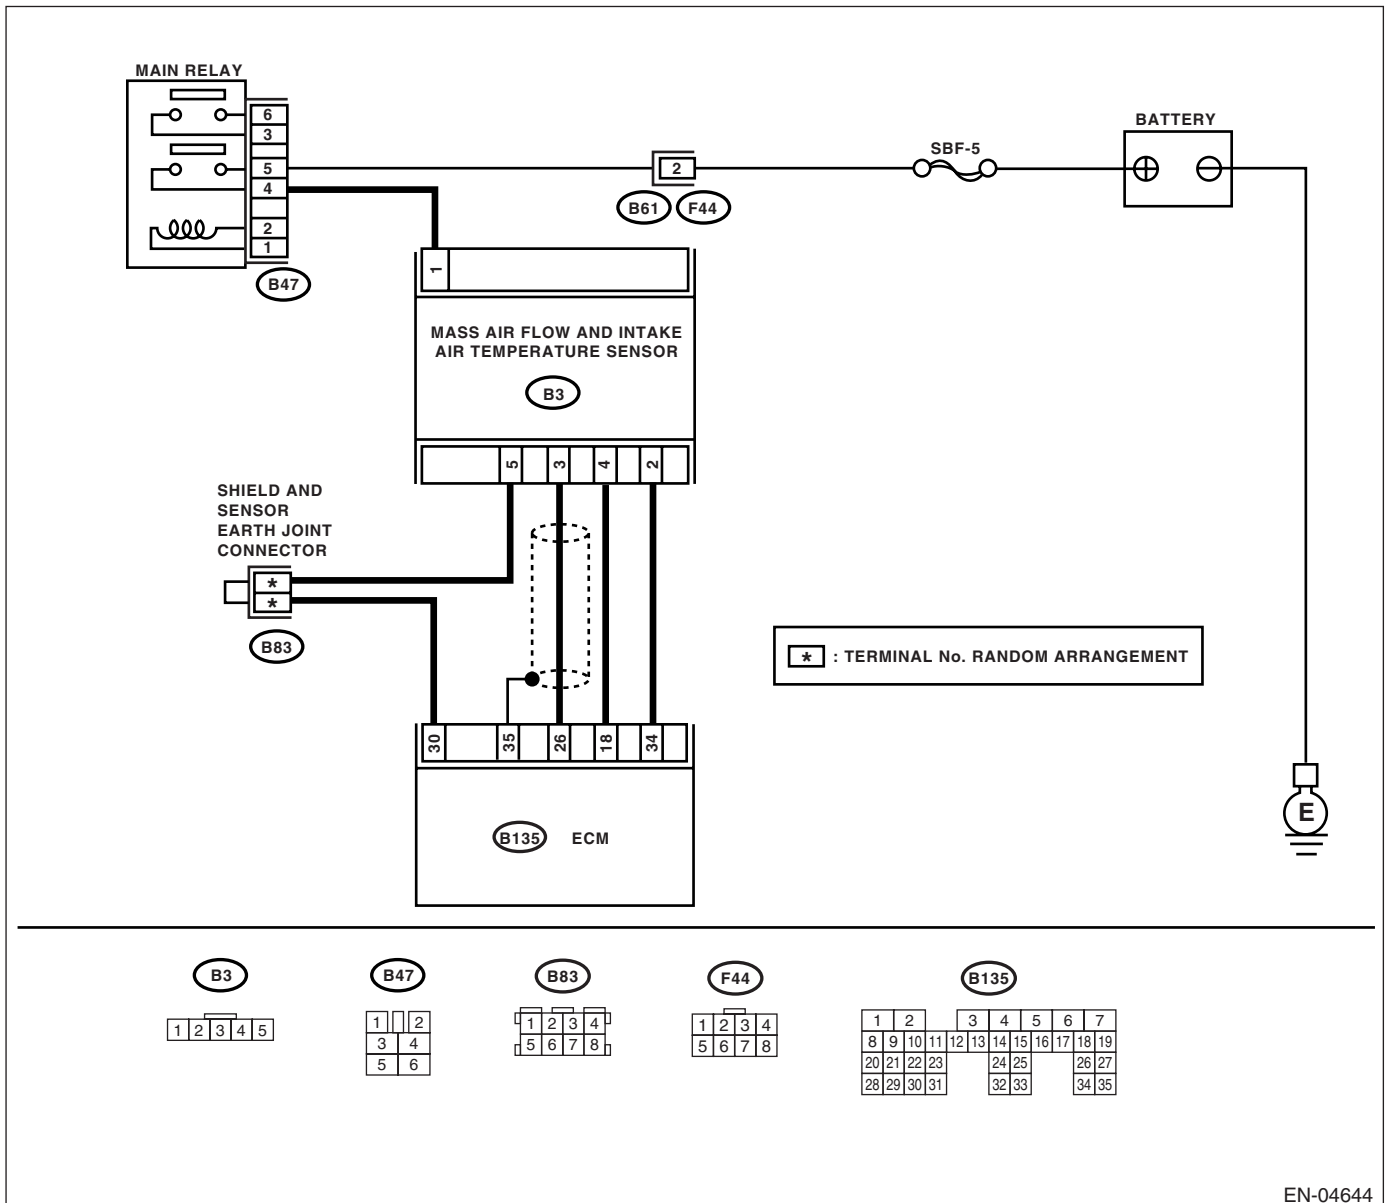 MAIN RELAY
6
3
5
4
2
1
B47
2
B61 F44
SBF-5
BATTERY
1
MASS AIR FLOW AND INTAKE
AIR TEMPERATURE SENSOR
B3
5 3 4 2
SHIELD AND
SENSOR
EARTH JOINT
CONNECTOR
*
*
B83
* : TERMINAL No. RANDOM ARRANGEMENT
30 35 26 18 34
B135 ECM
E
B3
1 2 3 4 5
B47
1 2
3 4
5 6
B83
1 2 3 4
5 6 7 8
F44
1 2 3 4
5 6 7 8
B135
1 2 3 4 5 6 7
8 9 10 11 12 13 14 15 16 17 18 19
20 21 22 23 24 25 26 27
28 29 30 31 32 33 34 35
EN-04644